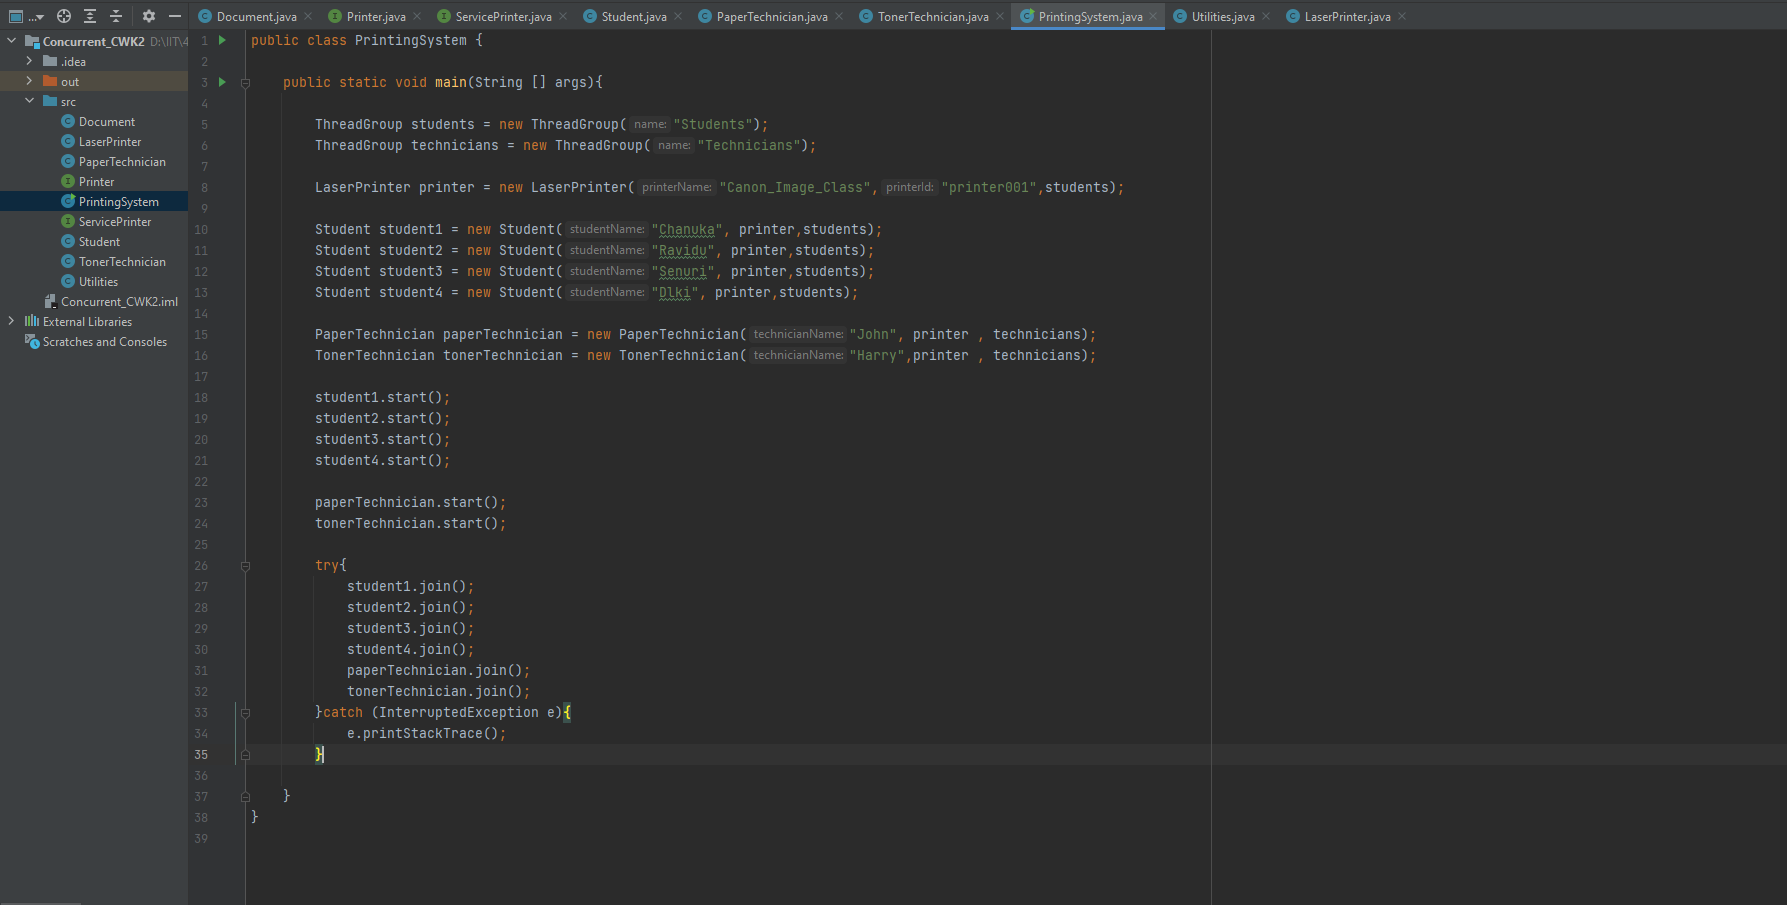 ...
Document.java
Printer.java
ServicePrinter.java
Student.java
PaperTechnician.java
TonerTechnician.java
PrintingSystem.java
Utilities.java
LaserPrinter.java
Concurrent_CWK2 D:\IIT\4
.idea
out
src
Document
LaserPrinter
PaperTechnician
Printer
PrintingSystem
ServicePrinter
Student
TonerTechnician
Utilities
Concurrent_CWK2.iml
External Libraries
Scratches and Consoles
1 public class PrintingSystem {
2
3 public static void main(String [] args){
4
5 ThreadGroup students = new ThreadGroup( name: "Students");
6 ThreadGroup technicians = new ThreadGroup( name: "Technicians");
7
8 LaserPrinter printer = new LaserPrinter( printerName: "Canon_Image_Class", printerId: "printer001",students);
9
10 Student student1 = new Student( studentName: "Chanuka", printer,students);
11 Student student2 = new Student( studentName: "Ravidu", printer,students);
12 Student student3 = new Student( studentName: "Senuri", printer,students);
13 Student student4 = new Student( studentName: "Dlki", printer,students);
14
15 PaperTechnician paperTechnician = new PaperTechnician( technicianName: "John", printer , technicians);
16 TonerTechnician tonerTechnician = new TonerTechnician( technicianName: "Harry",printer , technicians);
17
18 student1.start();
19 student2.start();
20 student3.start();
21 student4.start();
22
23 paperTechnician.start();
24 tonerTechnician.start();
25
26 try{
27 student1.join();
28 student2.join();
29 student3.join();
30 student4.join();
31 paperTechnician.join();
32 tonerTechnician.join();
33 }catch (InterruptedException e){
34 e.printStackTrace();
35 }
36
37 }
38 }
39